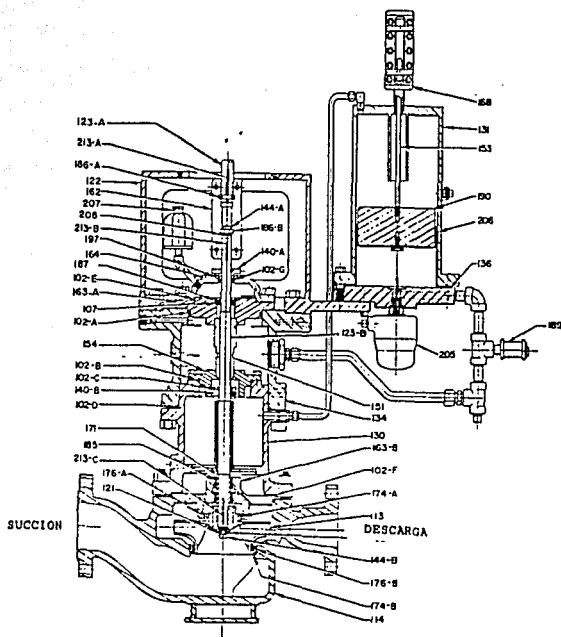 123-A
213-A
186-A
122
162
207
208
213-B
197
164
187
102-E
163-A
107
102-A
154
102-B
102-C
140-B
102-D
171
185
213-C
176-A
121
SUCCION
144-A
186-B
140-A
102-G
123-B
151
134
130
163-B
102-F
174-A
113
DESCARGA
144-B
176-B
174-B
114
168
131
153
190
206
136
189
205